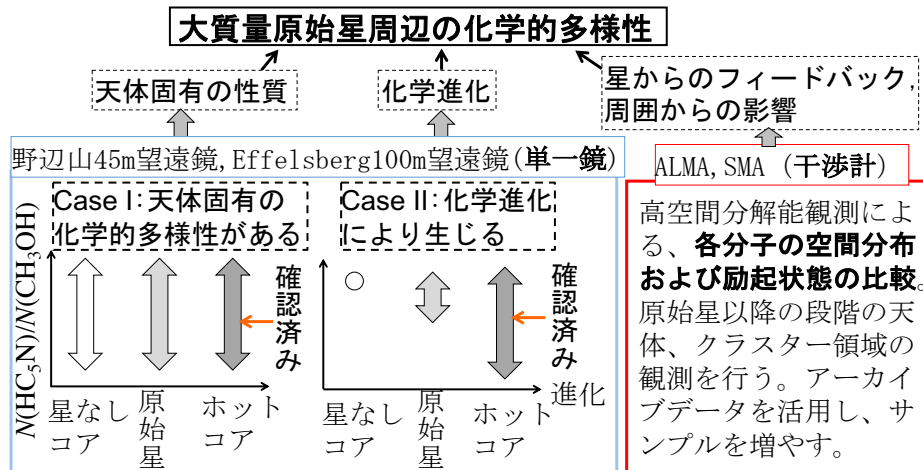 大質量原始星周辺の化学的多様性
天体固有の性質
化学進化
星からのフィードバック,
周囲からの影響
野辺山45m望遠鏡,Effelsberg100m望遠鏡(単一鏡)
Case I:天体固有の
化学的多様性がある
Case II:化学進化
により生じる
N(HC5N)/N(CH3OH)
確認済み
確認済み
星なし
コア
原始星
ホット
コア
星なし
コア
原始星
ホット
コア
進化
ALMA, SMA (干渉計)
高空間分解能観測によ
る、各分子の空間分布
および励起状態の比較。
原始星以降の段階の天
体、クラスター領域の
観測を行う。アーカイ
ブデータを活用し、サ
ンプルを増やす。